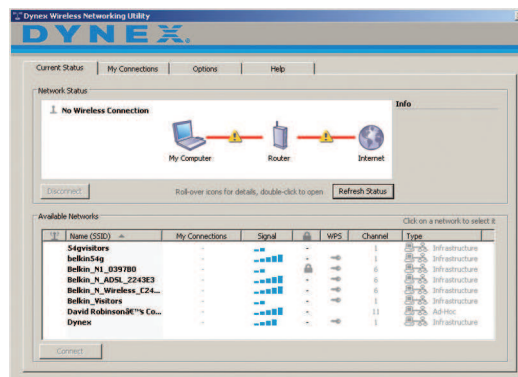 Dynex Wireless Networking Utility
DYNEX.
Current Status My Connections Options Help
Network Status
No Wireless Connection
Info
My Computer Router Internet
Disconnect Roll-over icons for details, double-click to open Refresh Status
Available Networks
Click on a network to select it
Name (SSID) My Connections Signal WPS Channel Type
54gvisitors - - 1 Infrastructure
belkin54g - - 1 Infrastructure
Belkin_N1_0397B0 - 6 Infrastructure
Belkin_N_ADSL_2243E3 - - 6 Infrastructure
Belkin_N_Wireless_C24... - - 6 Infrastructure
Belkin_Visitors - - 1 Infrastructure
David Robinsonâ€™s Co... - - 11 Ad-Hoc
Dynex - - 1 Infrastructure
Connect